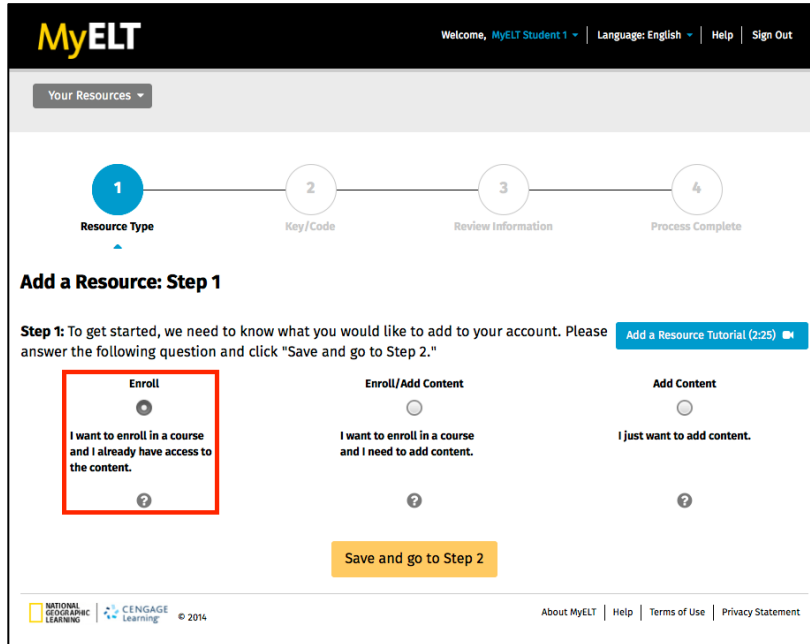 MyELT
Welcome, MyELT Student 1 | Language: English | Help | Sign Out
Your Resources
1 2 3 4
Resource Type Key/Code Review Information Process Complete
Add a Resource: Step 1
Step 1: To get started, we need to know what you would like to add to your account. Please
answer the following question and click "Save and go to Step 2."
Add a Resource Tutorial (2:25)
Enroll
I want to enroll in a course
and I already have access to
the content.
?
Enroll/Add Content
I want to enroll in a course
and I need to add content.
?
Add Content
I just want to add content.
?
Save and go to Step 2
NATIONAL
GEOGRAPHIC
LEARNING
CENGAGE
Learning
© 2014
About MyELT | Help | Terms of Use | Privacy Statement